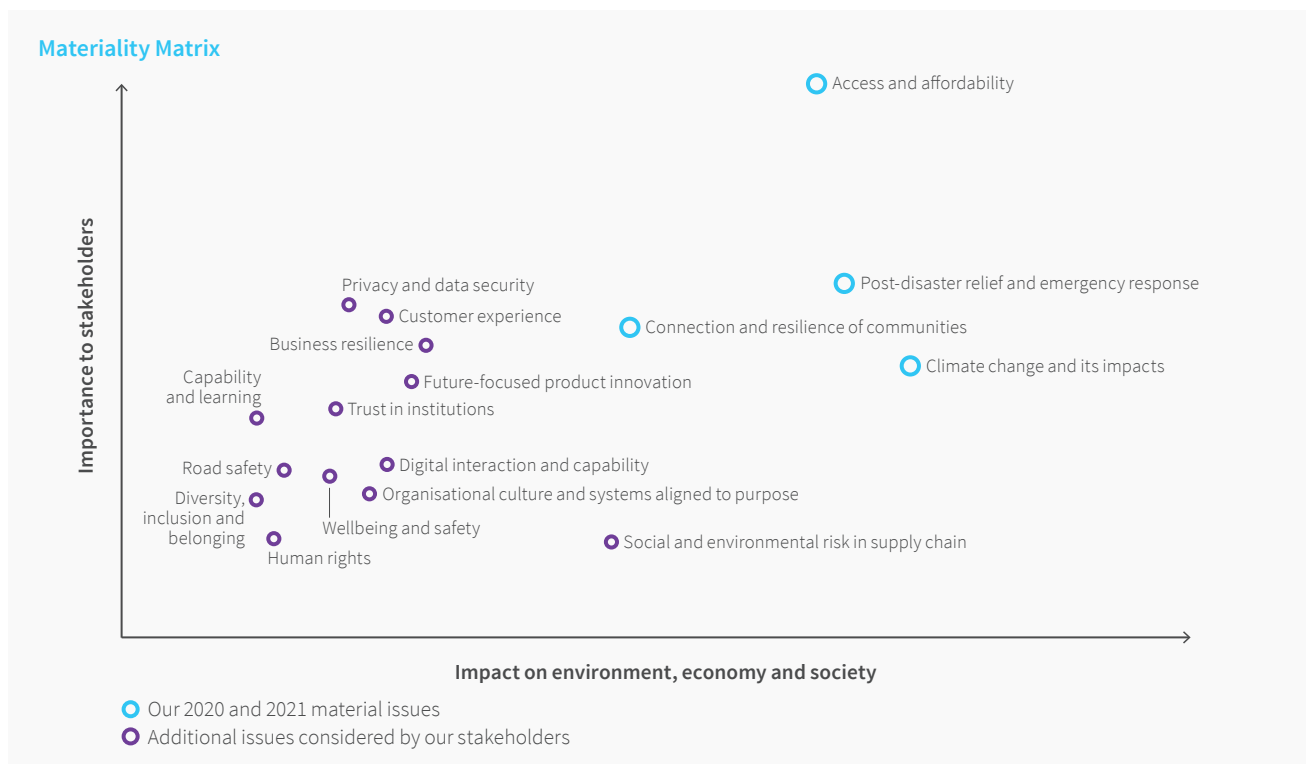 Materiality Matrix
Access and affordability
Importance to stakeholders
Privacy and data security
Post-disaster relief and emergency response
Customer experience
Connection and resilience of communities
Business resilience
Climate change and its impacts
Capability
and learning
Future-focused product innovation
Trust in institutions
Road safety
Digital interaction and capability
Diversity,
inclusion and
belonging
Organisational culture and systems aligned to purpose
Wellbeing and safety
Human rights
Social and environmental risk in supply chain
Impact on environment, economy and society
Our 2020 and 2021 material issues
Additional issues considered by our stakeholders